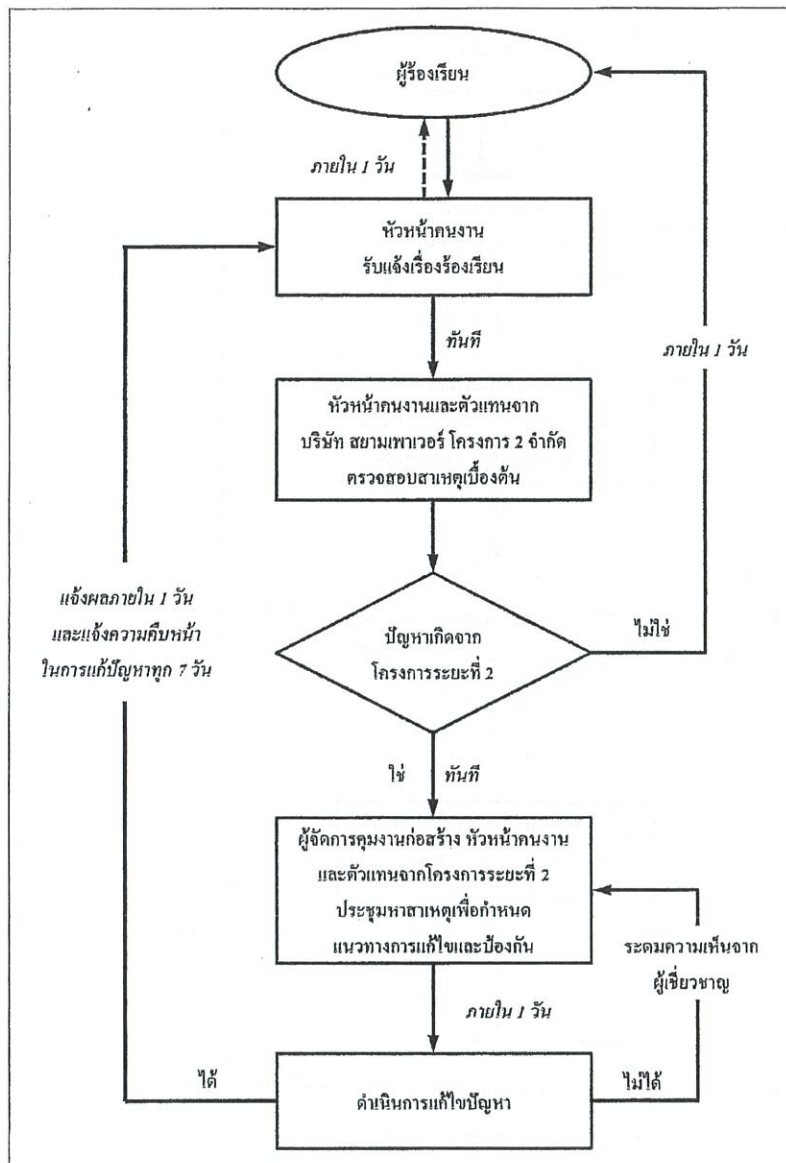 ผู้ร้องเรียน
ภายใน 1 วัน
หัวหน้าคนงาน
รับแจ้งเรื่องร้องเรียน
ทันที
ภายใน 1 วัน
หัวหน้าคนงานและตัวแทนจาก
บริษัท สยามเพาเวอร์ โครงการ 2 จำกัด
ตรวจสอบสาเหตุเบื้องต้น
แจ้งผลภายใน 1 วัน
และแจ้งความคืบหน้า
ในการแก้ปัญหาทุก 7 วัน
ปัญหาเกิดจาก
โครงการระยะที่ 2
ไม่ใช่
ใช่
ทันที
ผู้จัดการคุมงานก่อสร้าง หัวหน้าคนงาน
และตัวแทนจากโครงการระยะที่ 2
ประชุมหาสาเหตุเพื่อกำหนด
แนวทางการแก้ไขและป้องกัน
ระดมความเห็นจาก
ผู้เชี่ยวชาญ
ภายใน 1 วัน
ได้
ไม่ได้
ดำเนินการแก้ไขปัญหา